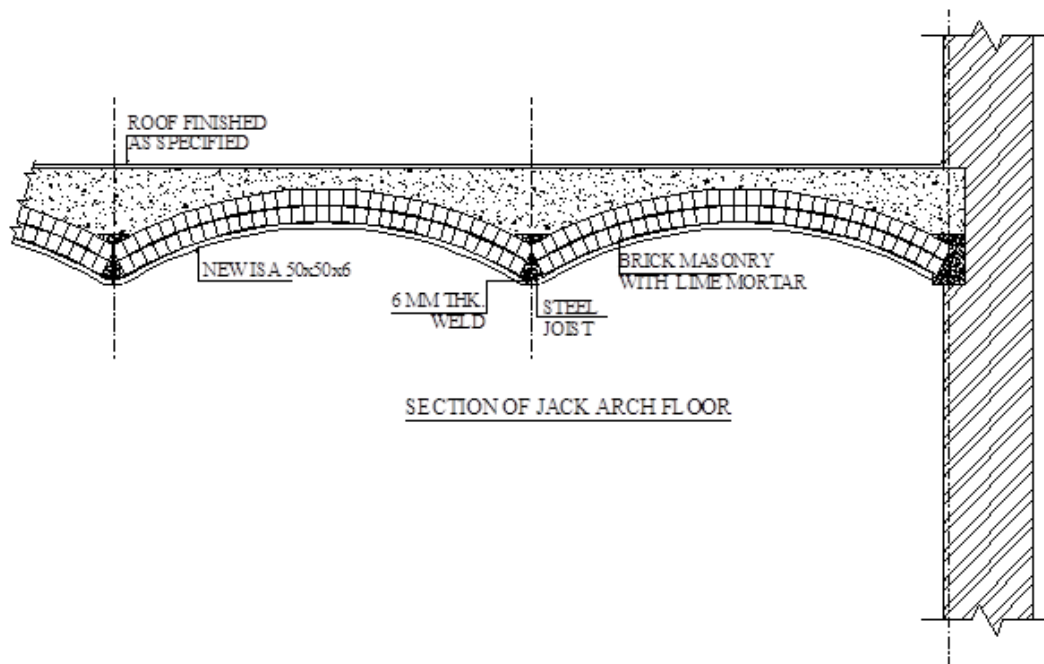 ROOF FINISHED
AS SPECIFIED
NEW ISA 50x50x6
6 MM THK.
WELD
STEEL
JOIST
BRICK MASONRY
WITH LIME MORTAR
SECTION OF JACK ARCH FLOOR